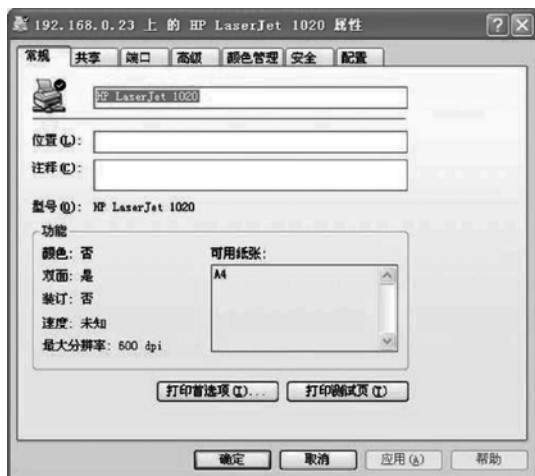 192.168.0.23 上 的 HP LaserJet 1020 属性
常规 共享 端口 高级 颜色管理 安全 配置
HP LaserJet 1020
位置(L):
注释(C):
型号(O): HP LaserJet 1020
功能
颜色: 否 可用纸张:
双面: 是 A4
装订: 否
速度: 未知
最大分辨率: 600 dpi
打印首选项(I)... 打印测试页(T)
确定 取消 应用(A) 帮助